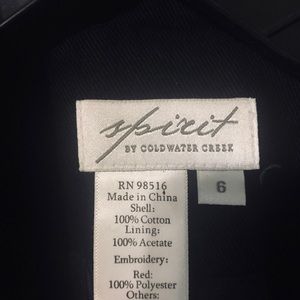 spirit
BY COLDWATER CREEK
6
RN 98516
Made in China
Shell:
100% Cotton
Lining:
100% Acetate
Embroidery:
Red:
100% Polyester
Others: